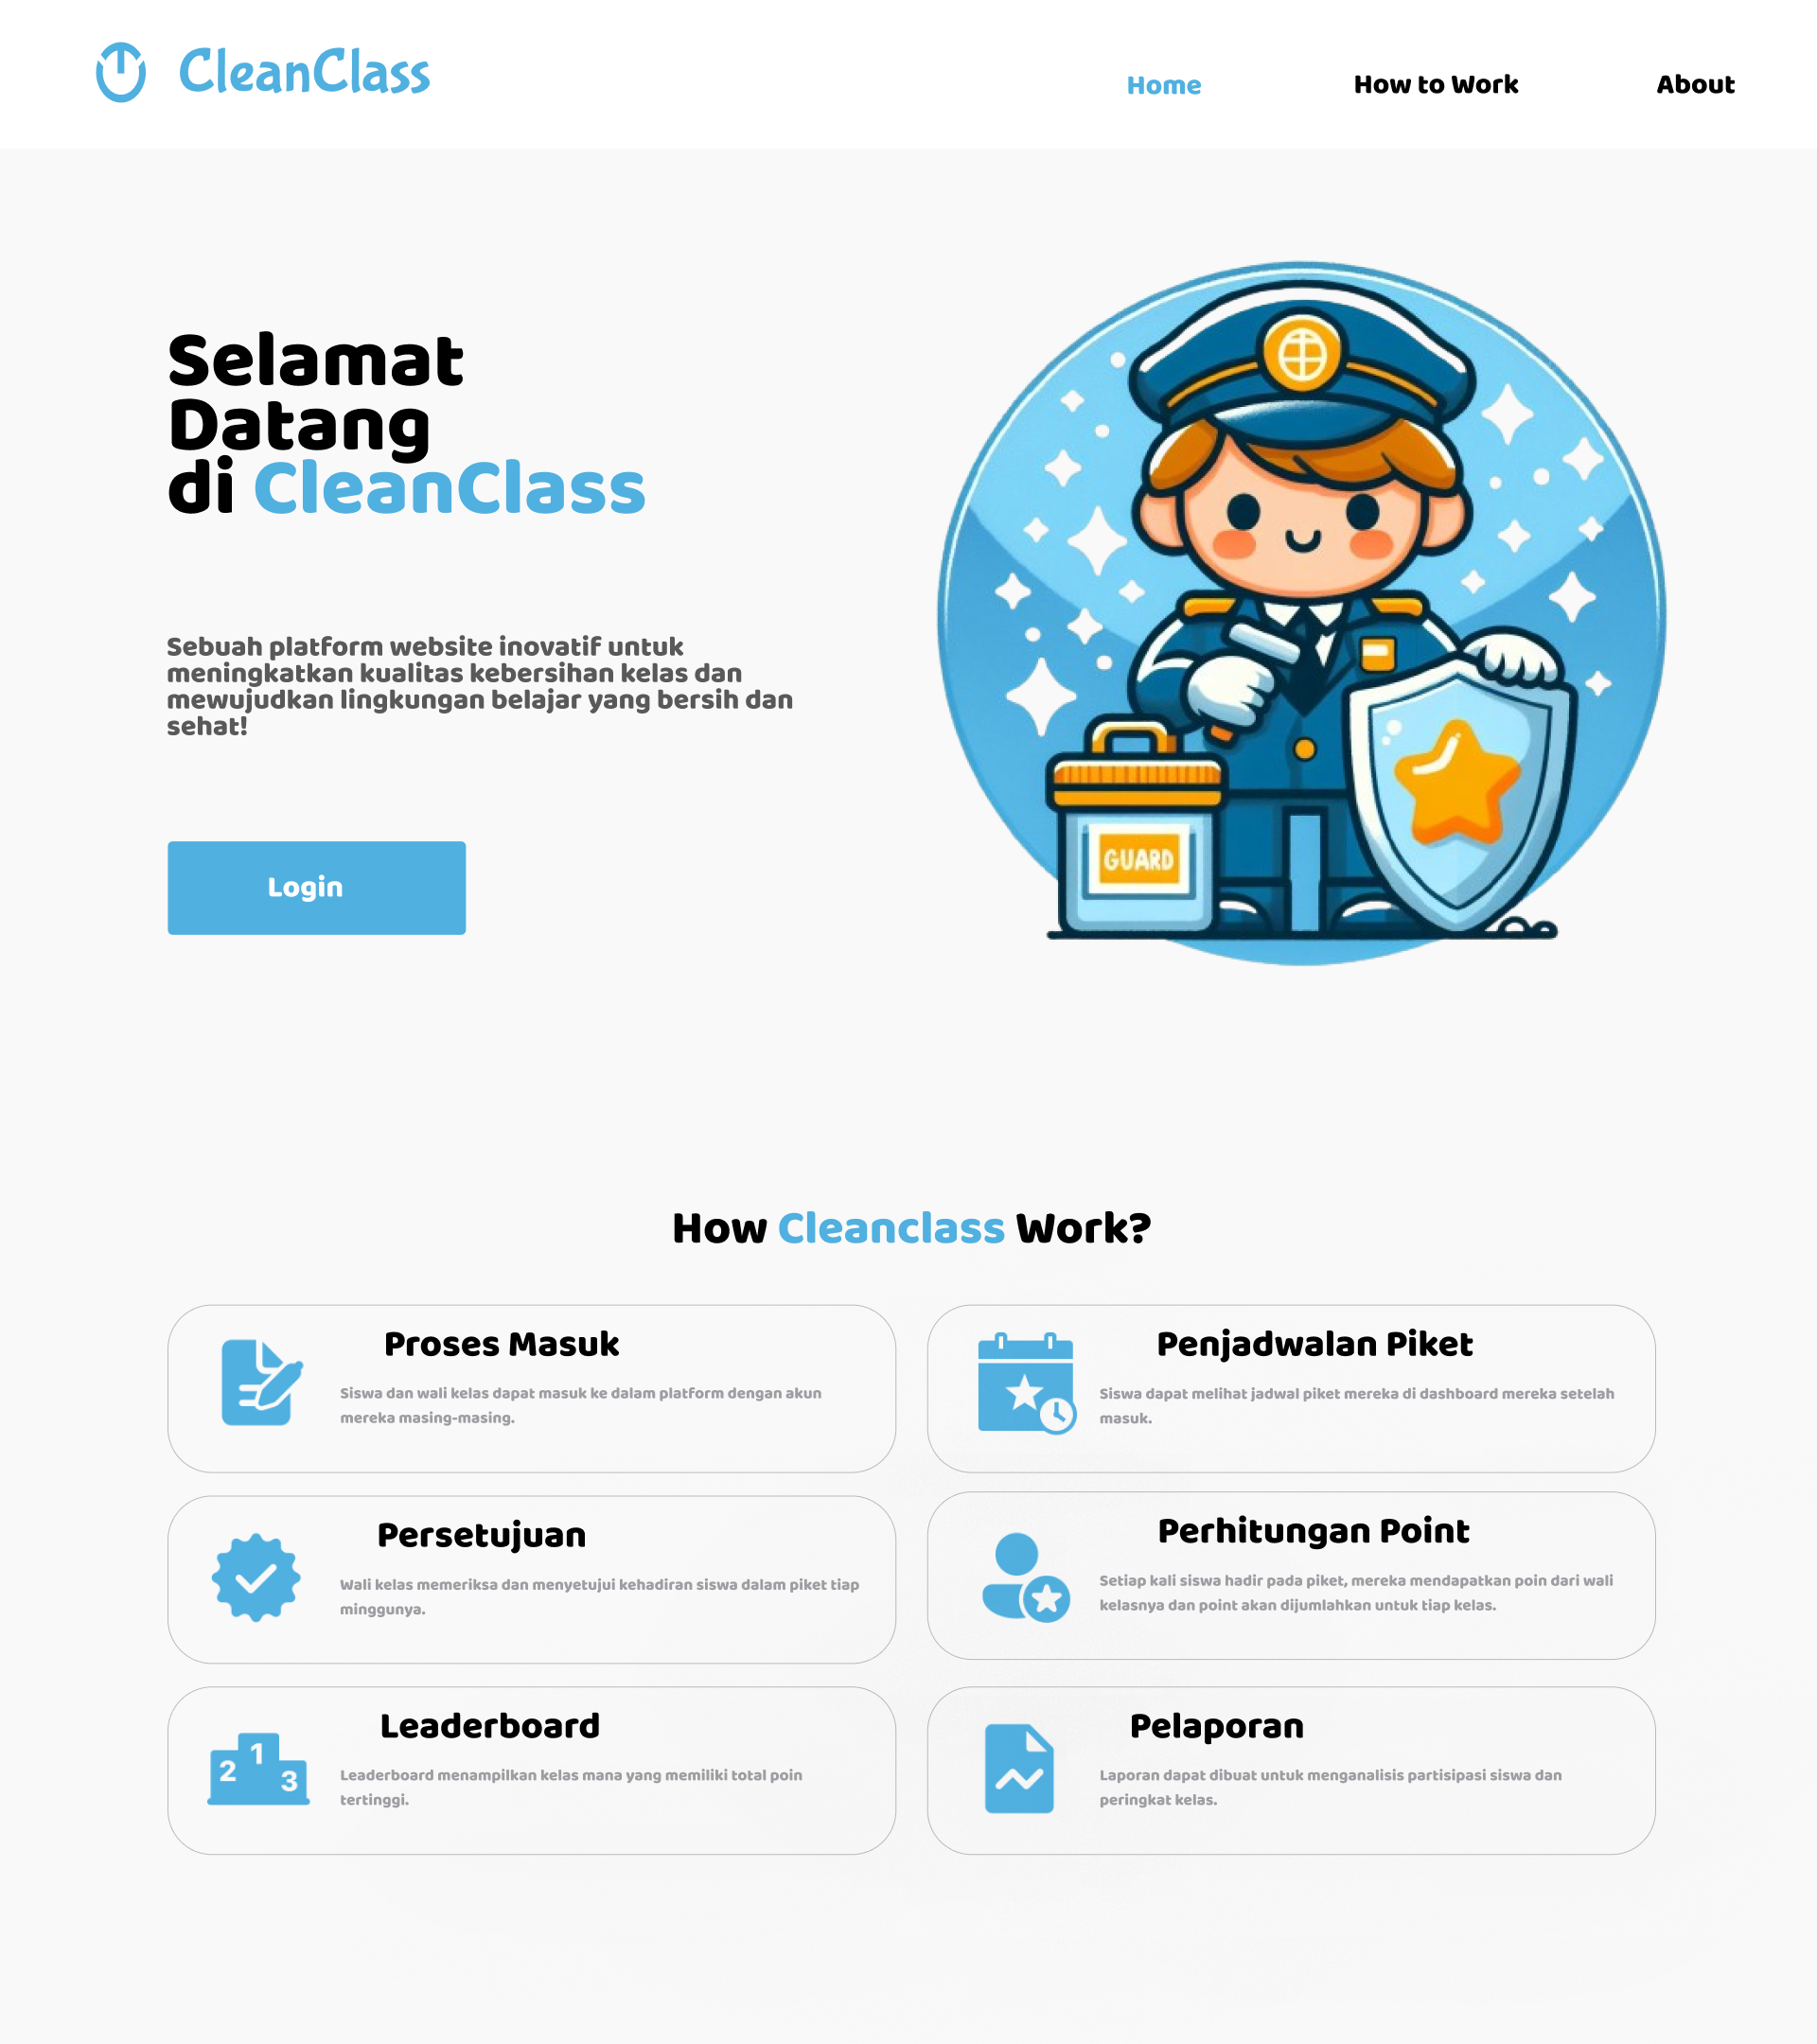 CleanClass
Home
How to Work
About
Selamat
Datang
di CleanClass
Sebuah platform website inovatif untuk
meningkatkan kualitas kebersihan kelas dan
mewujudkan lingkungan belajar yang bersih dan
sehat!
Login
GUARD
How Cleanclass Work?
Proses Masuk
Siswa dan wali kelas dapat masuk ke dalam platform dengan akun
mereka masing-masing.
Penjadwalan Piket
Siswa dapat melihat jadwal piket mereka di dashboard mereka setelah
masuk.
Persetujuan
Wali kelas memeriksa dan menyetujui kehadiran siswa dalam piket tiap
minggunya.
Perhitungan Point
Setiap kali siswa hadir pada piket, mereka mendapatkan poin dari wali
kelasnya dan point akan dijumlahkan untuk tiap kelas.
2 1 3
Leaderboard
Leaderboard menampilkan kelas mana yang memiliki total poin
tertinggi.
Pelaporan
Laporan dapat dibuat untuk menganalisis partisipasi siswa dan
peringkat kelas.